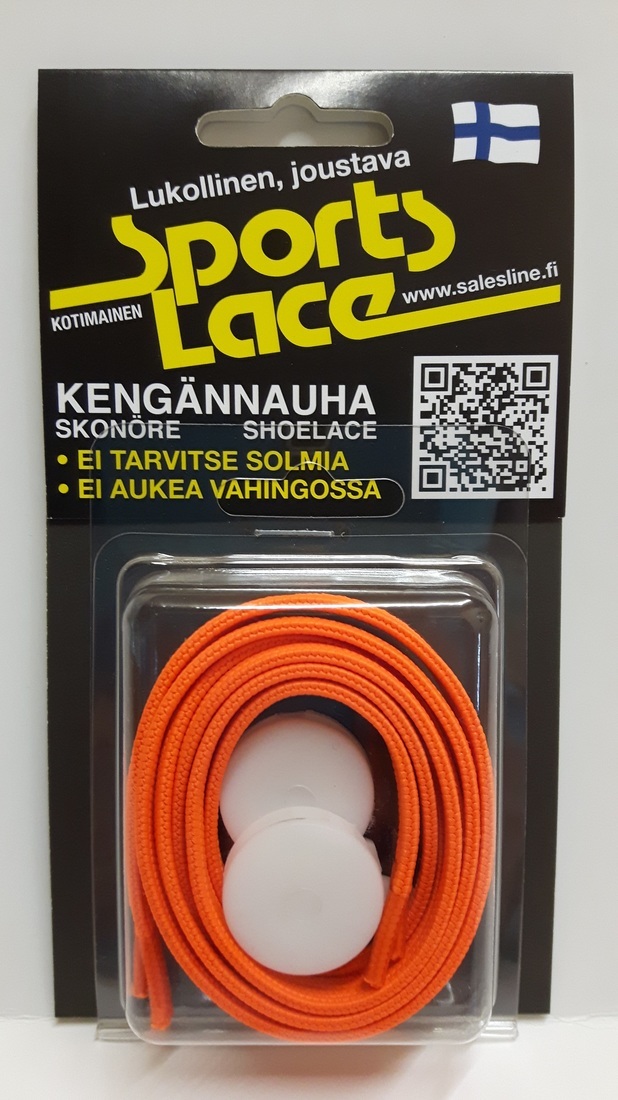 Lukollinen, joustava
Sports
Lace
KOTIMAINEN
www.salesline.fi
KENGÄNNAUHA
SKONÖRE SHOELACE
• EI TARVITSE SOLMIA
• EI AUKEA VAHINGOSSA